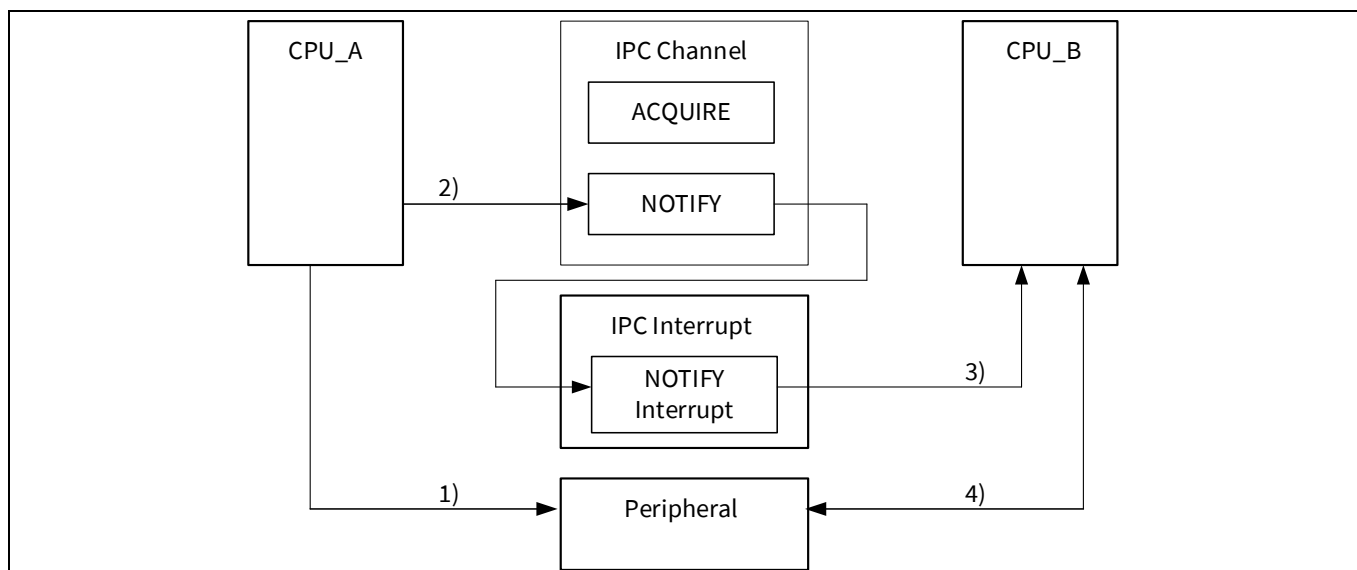 CPU_A
IPC Channel
CPU_B
ACQUIRE
2)
NOTIFY
IPC Interrupt
NOTIFY
Interrupt
3)
1)
Peripheral
4)